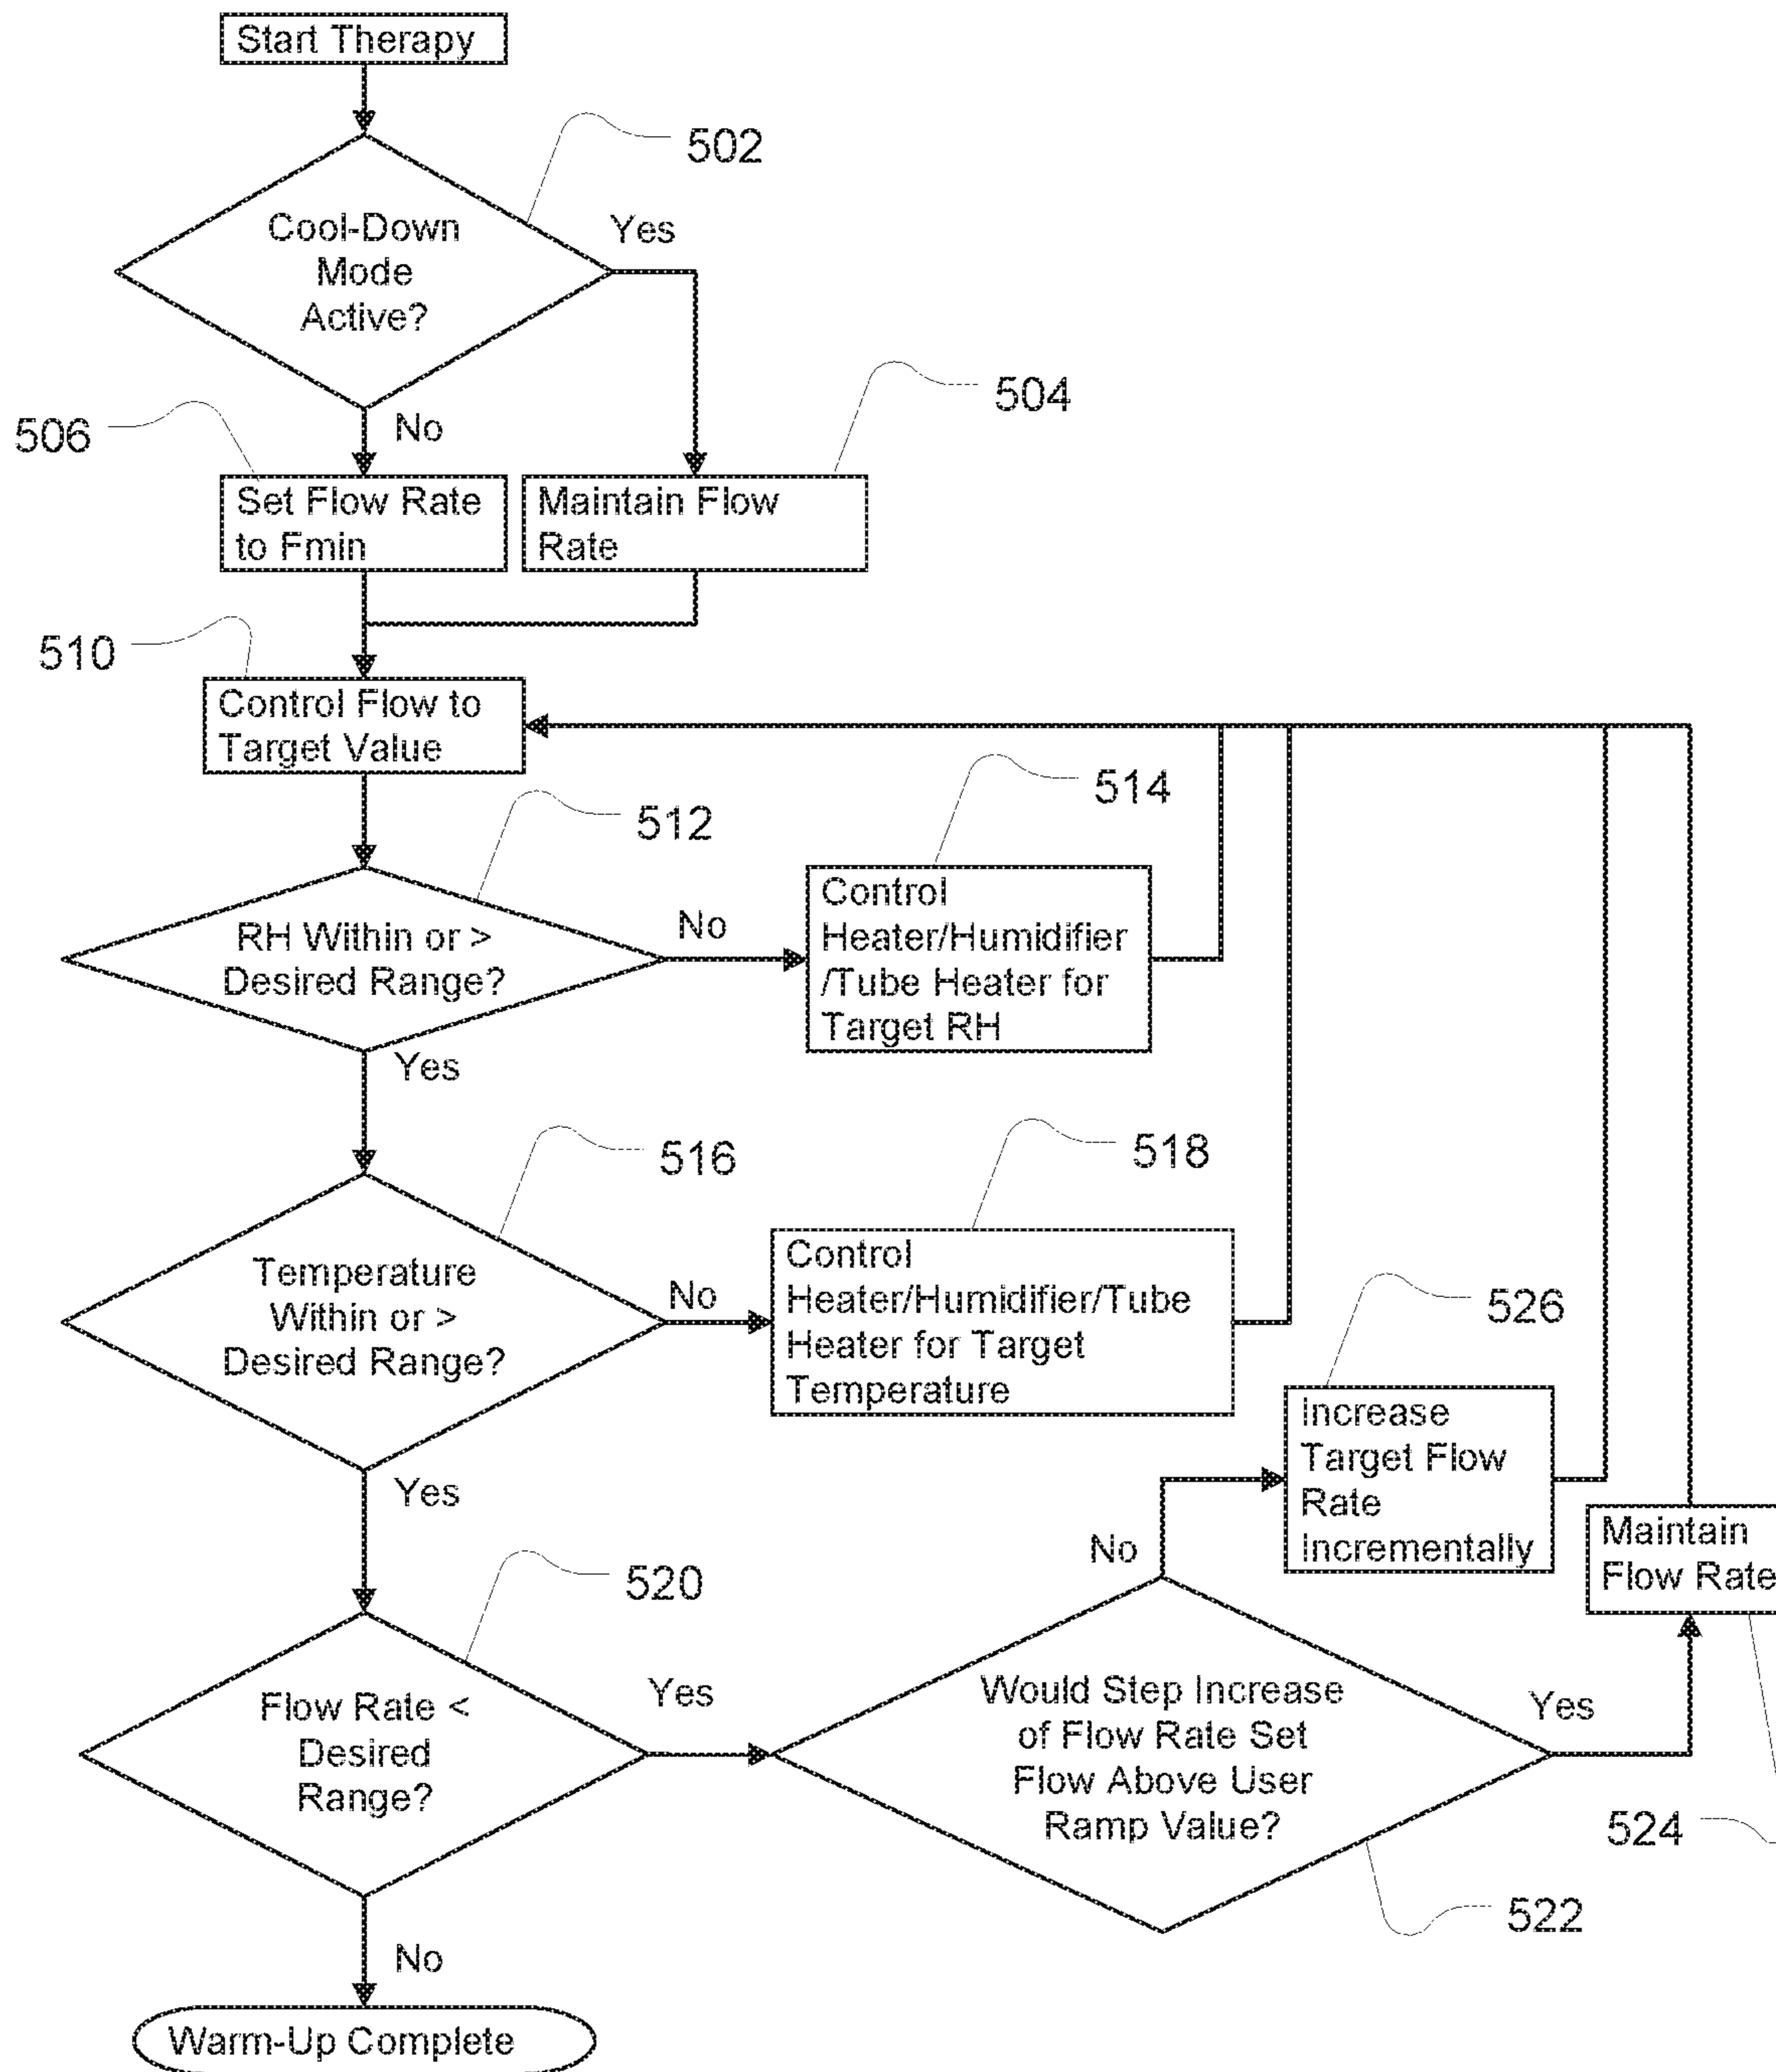 Start Therapy
502
Cool-Down
Mode
Active?
Yes
No
504
506
Set Flow Rate
to Fmin
Maintain Flow
Rate
510
Control Flow to
Target Value
512
514
RH Within or >
Desired Range?
No
Control
Heater/Humidifier
/Tube Heater for
Target RH
Yes
516
518
Temperature
Within or >
Desired Range?
No
Control
Heater/Humidifier/Tube
Heater for Target
Temperature
Yes
526
Increase
Target Flow
Rate
Incrementally
Maintain
Flow Rate
520
Flow Rate <
Desired
Range?
Yes
No
Would Step Increase
of Flow Rate Set
Flow Above User
Ramp Value?
Yes
524
522
No
Warm-Up Complete